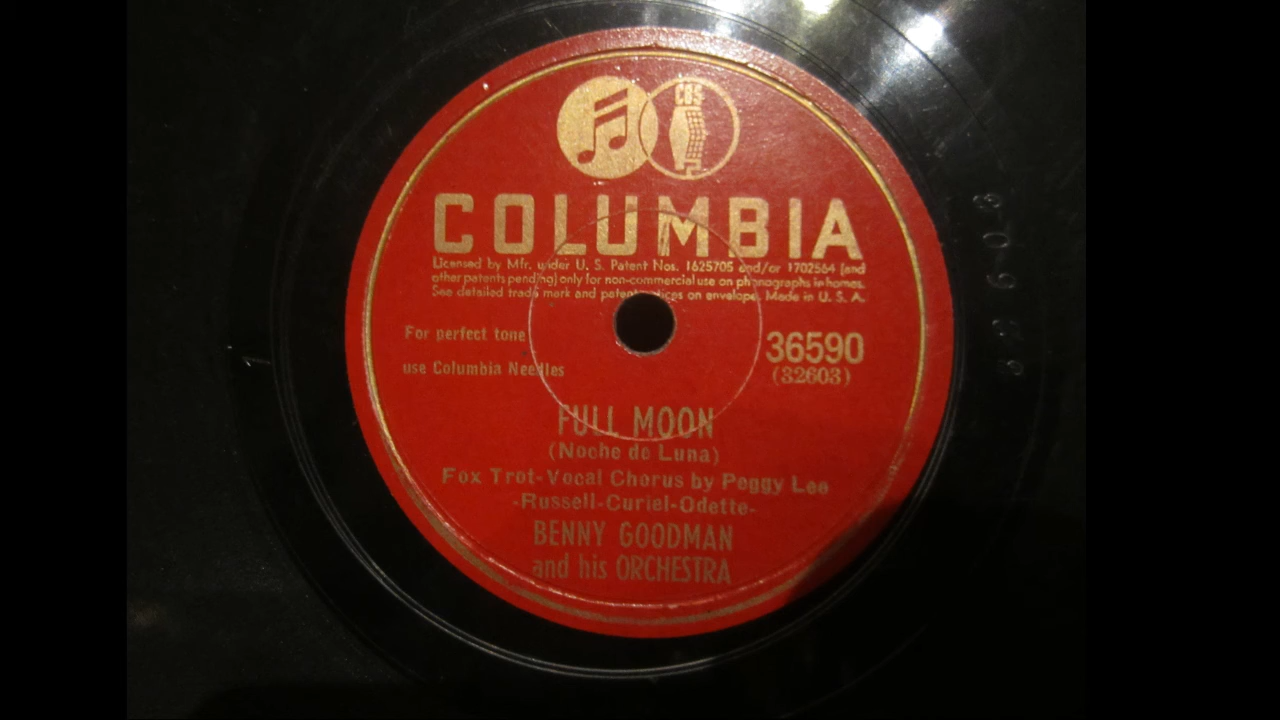 CBS
COLUMBIA
Licensed by Mfr. under U. S. Patent Nos. 1625705 and/or 1702564 (and
other patents pending) only for non-commercial use on phonographs in homes.
See detailed trade mark and patent notices on envelope. Made in U. S. A.
For perfect tone
use Columbia Needles
36590
(32603)
FULL MOON
(Noche de Luna)
Fox Trot-Vocal Chorus by Peggy Lee
-Russell-Curiel-Odette-
BENNY GOODMAN
and his ORCHESTRA